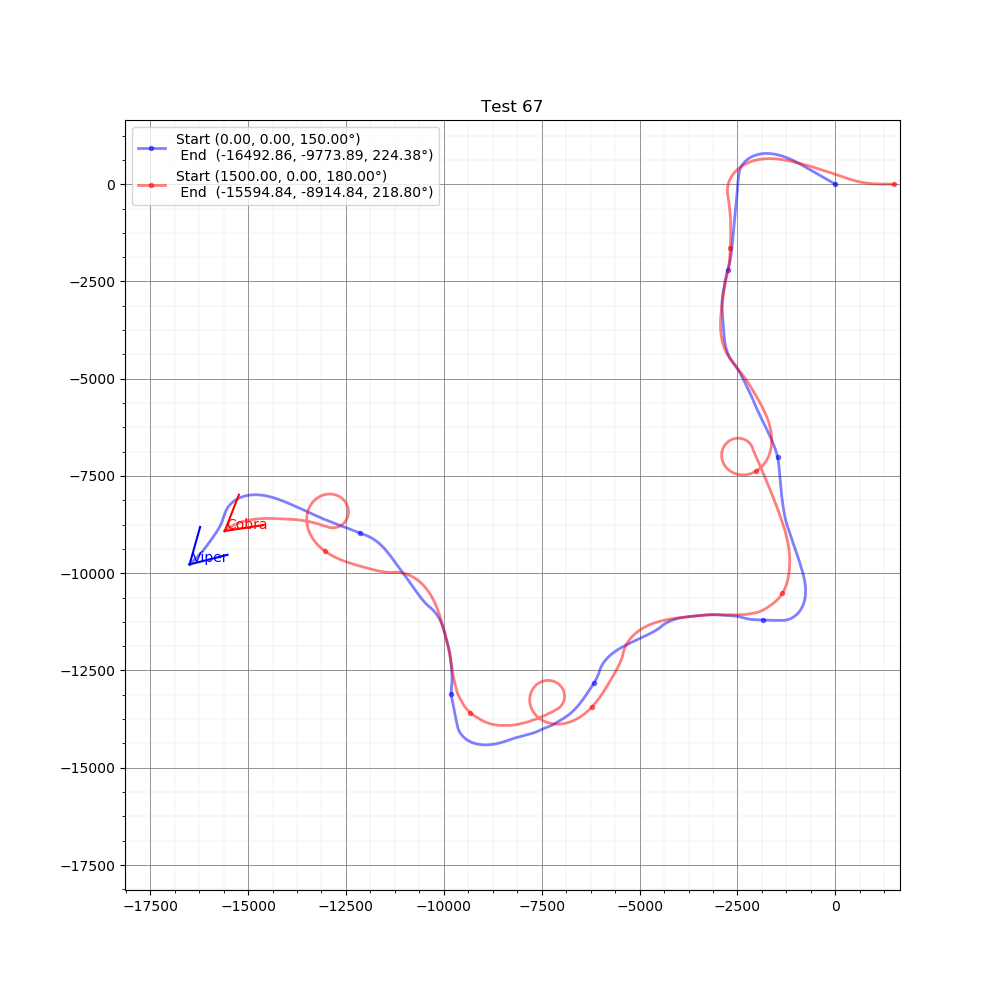 Test 67
Start (0.00, 0.00, 150.00°)
End (-16492.86, -9773.89, 224.38°)
Start (1500.00, 0.00, 180.00°)
End (-15594.84, -8914.84, 218.80°)
0
−2500
−5000
−7500
−10000
−12500
−15000
−17500
Cobra
Viper
−17500 −15000 −12500 −10000 −7500 −5000 −2500 0